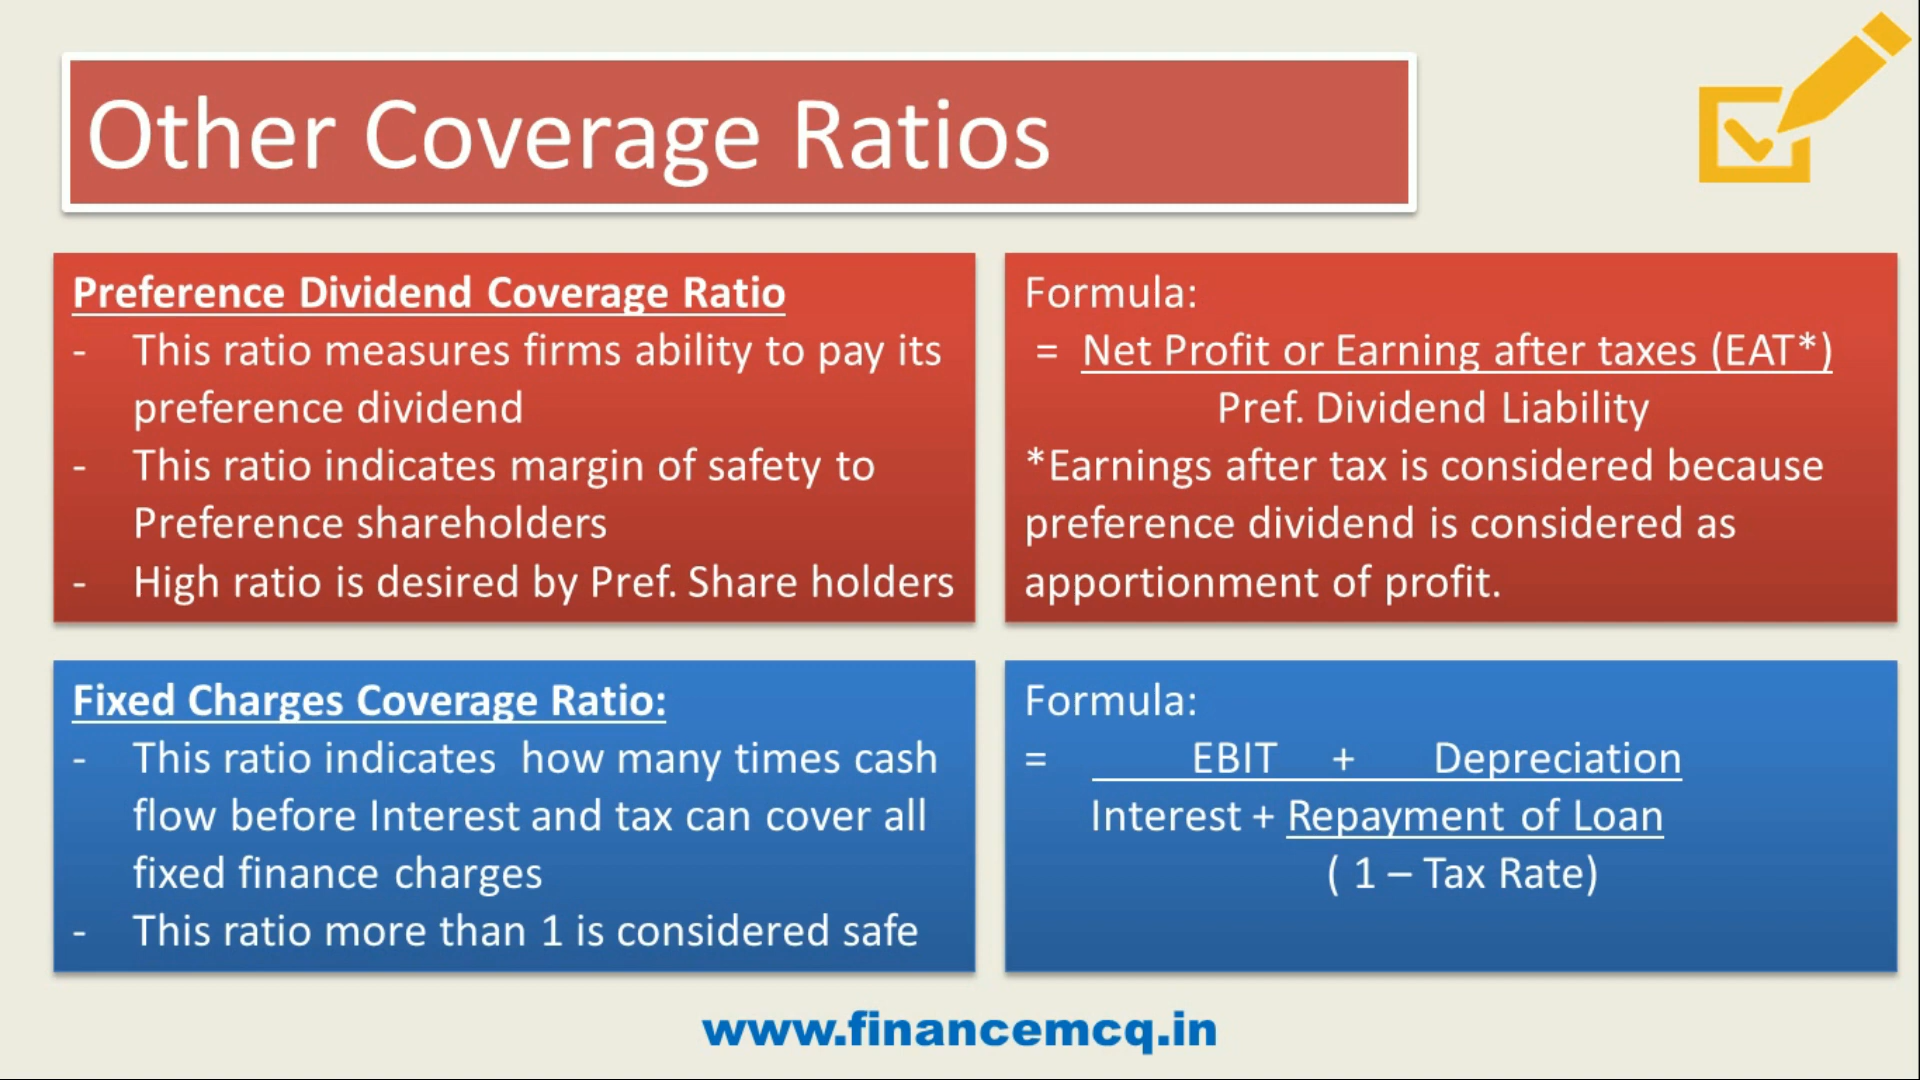 Other Coverage Ratios
Preference Dividend Coverage Ratio
- This ratio measures firms ability to pay its
preference dividend
- This ratio indicates margin of safety to
Preference shareholders
- High ratio is desired by Pref. Share holders
Formula:
= Net Profit or Earning after taxes (EAT*)
Pref. Dividend Liability
*Earnings after tax is considered because
preference dividend is considered as
apportionment of profit.
Fixed Charges Coverage Ratio:
- This ratio indicates how many times cash
flow before Interest and tax can cover all
fixed finance charges
- This ratio more than 1 is considered safe
Formula:
= EBIT + Depreciation
Interest + Repayment of Loan
( 1 – Tax Rate)
www.financemcq.in